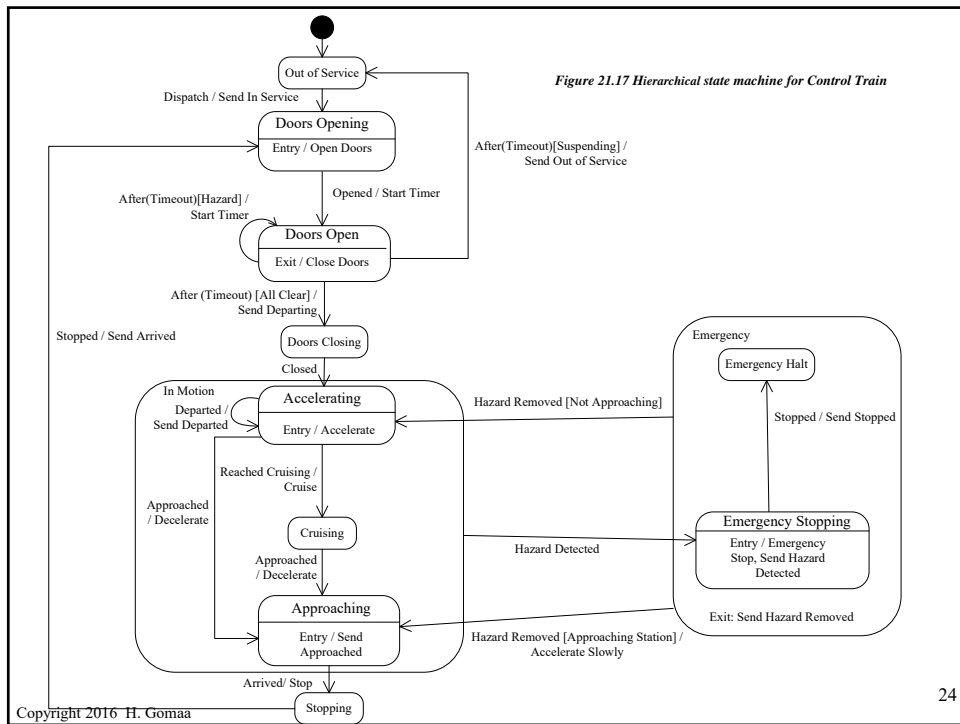 Out of Service
Figure 21.17 Hierarchical state machine for Control Train
Dispatch / Send In Service
Doors Opening
Entry / Open Doors
After(Timeout)[Suspending] /
Send Out of Service
After(Timeout)[Hazard] /
Start Timer
Opened / Start Timer
Doors Open
Exit / Close Doors
After (Timeout) [All Clear] /
Send Departing
Stopped / Send Arrived
Doors Closing
Closed
Emergency
Emergency Halt
In Motion
Departed /
Send Departed
Accelerating
Entry / Accelerate
Hazard Removed [Not Approaching]
Stopped / Send Stopped
Reached Cruising /
Cruise
Approached
/ Decelerate
Cruising
Hazard Detected
Emergency Stopping
Entry / Emergency
Stop, Send Hazard
Detected
Approached
/ Decelerate
Approaching
Entry / Send
Approached
Exit: Send Hazard Removed
Hazard Removed [Approaching Station] /
Accelerate Slowly
Arrived/ Stop
Stopping
Copyright 2016 H. Gomaa
24